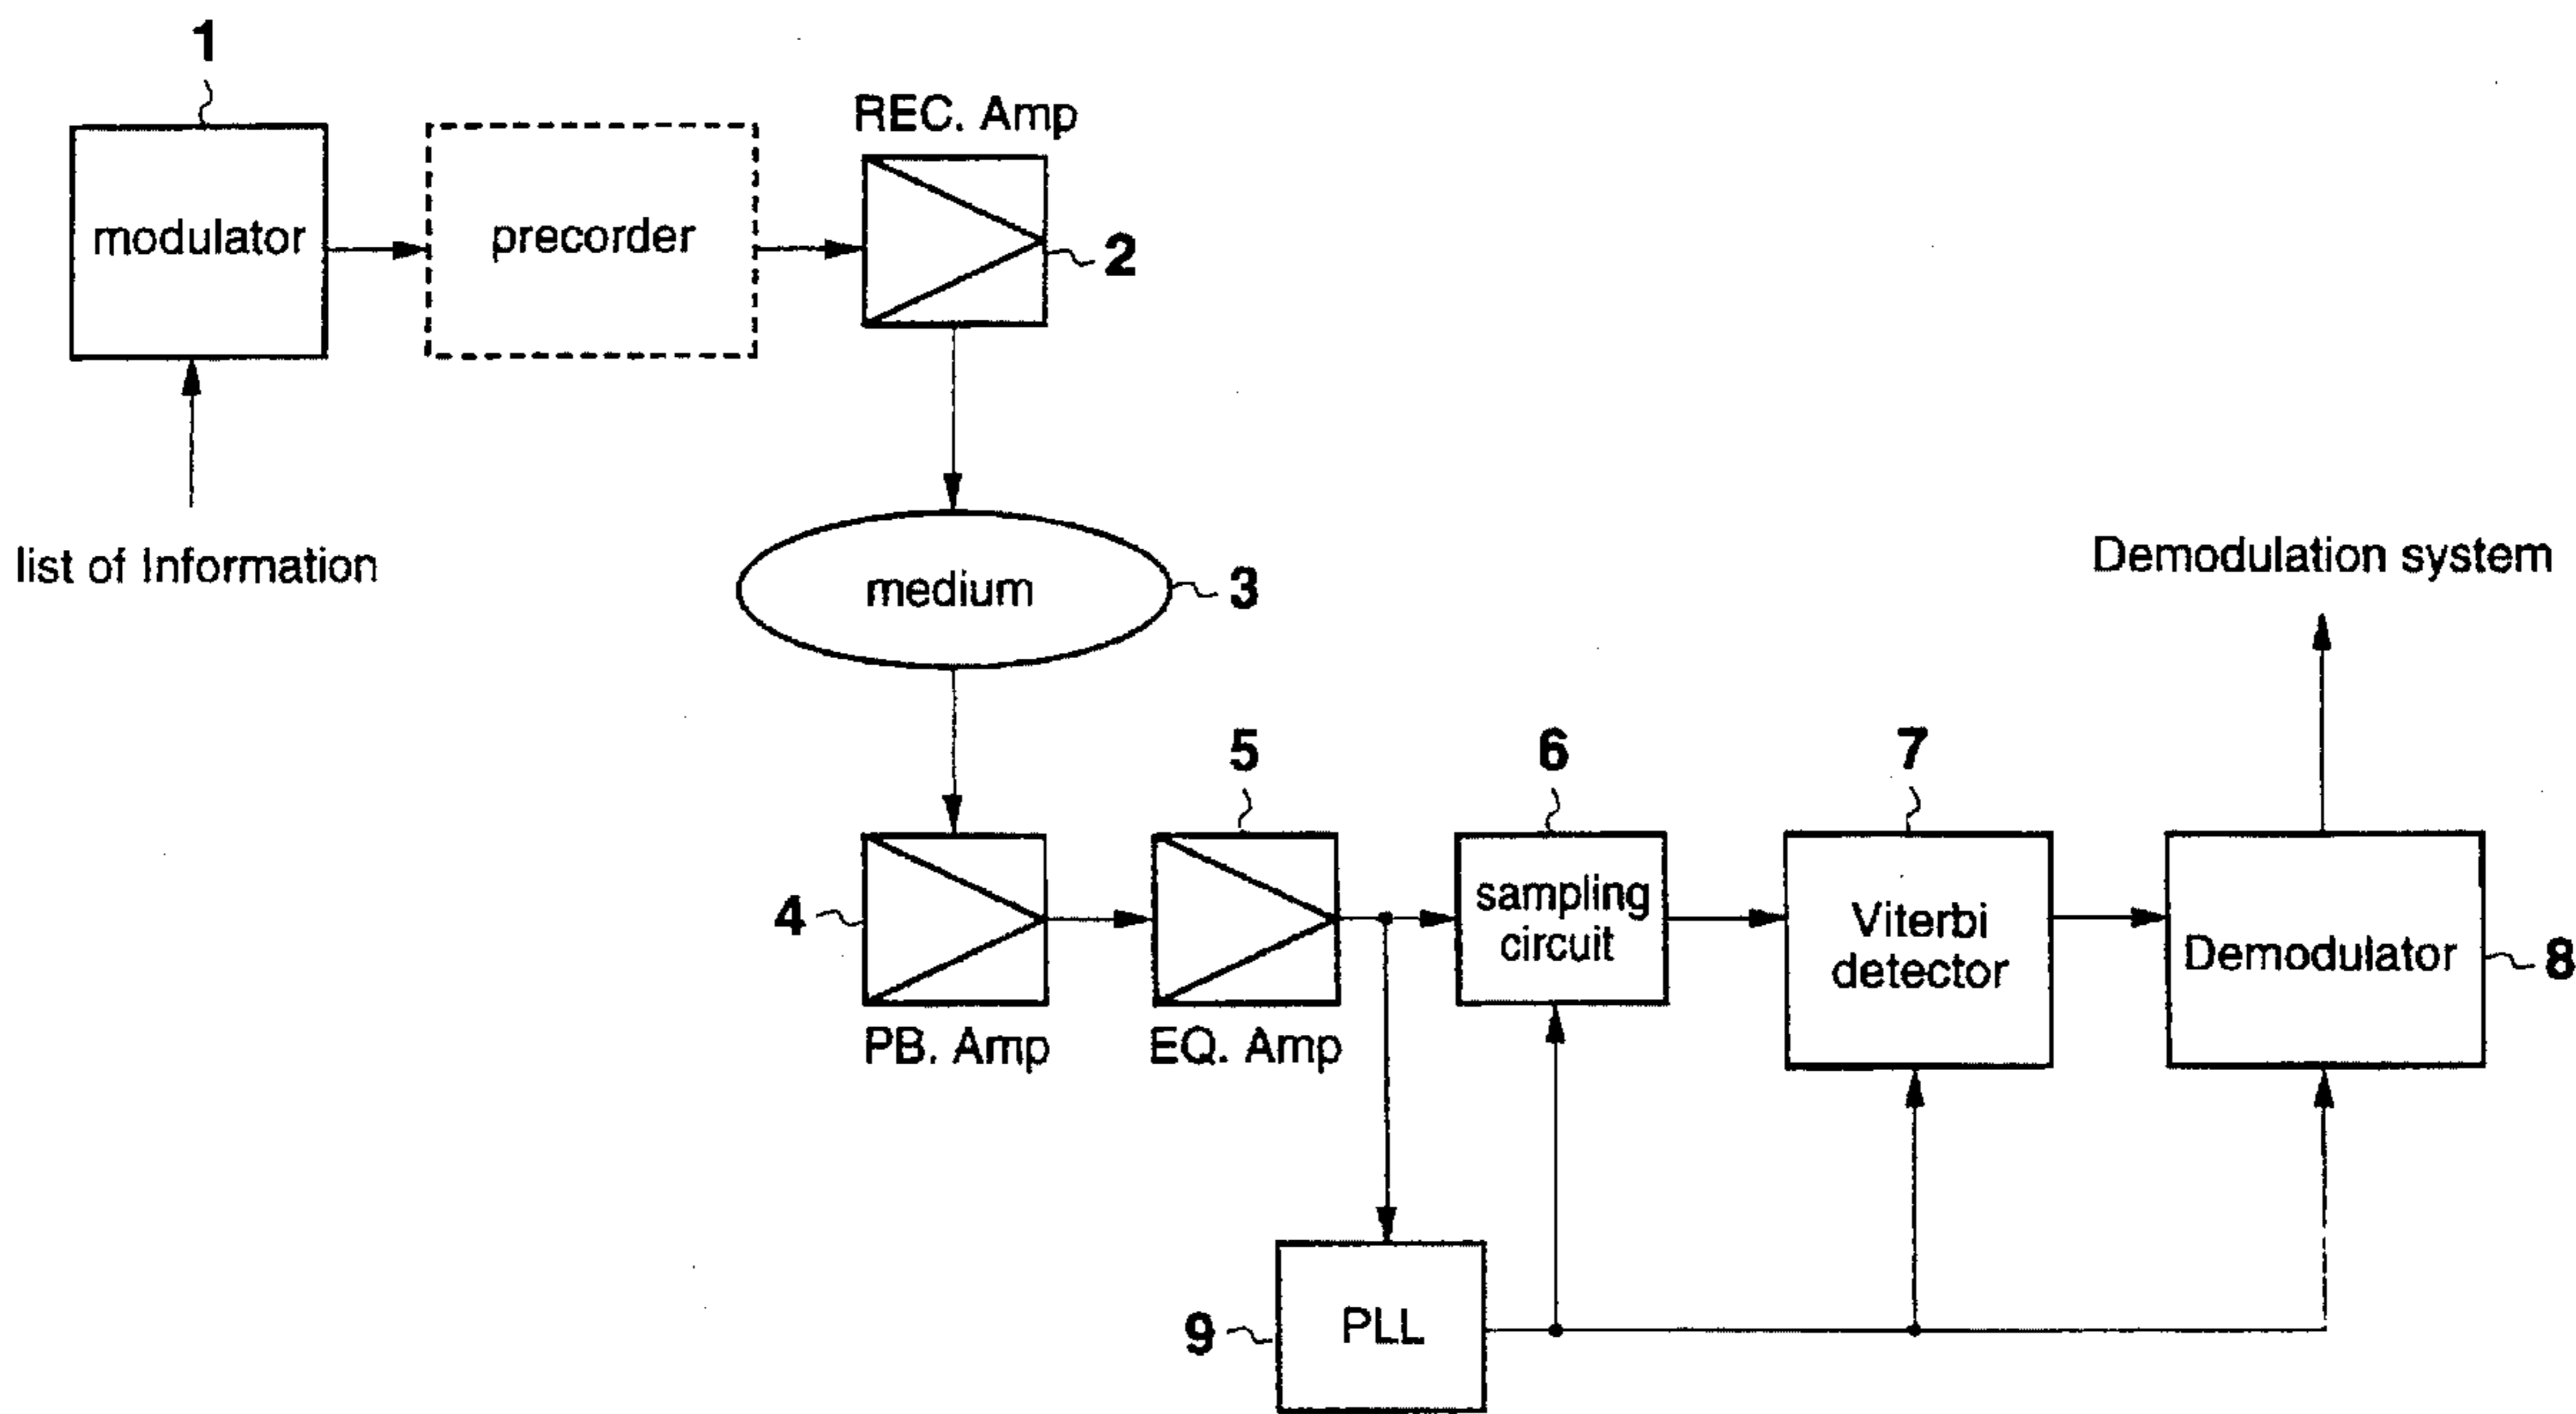 1
REC. Amp
modulator
precorder
2
list of Information
medium
3
Demodulation system
5
6
7
4
sampling
circuit
Viterbi
detector
Demodulator
8
PB. Amp
EQ. Amp
9
PLL